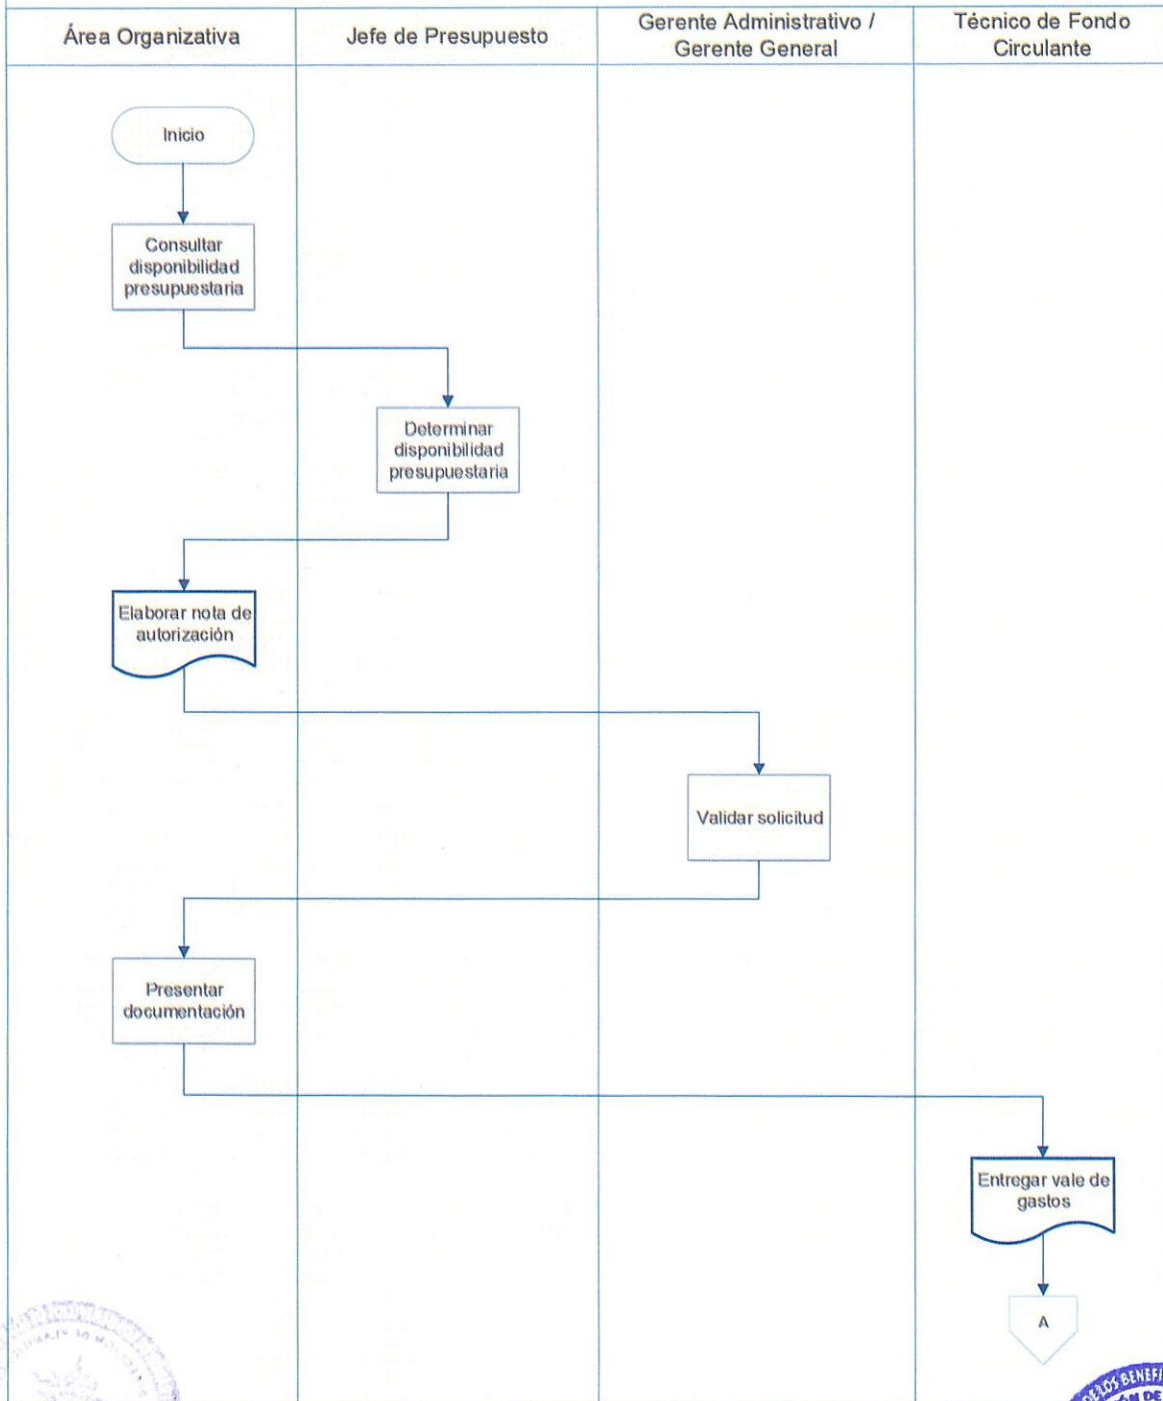 Área Organizativa
Jefe de Presupuesto
Gerente Administrativo /
Gerente General
Técnico de Fondo
Circulante
Inicio
Consultar
disponibilidad
presupuestaria
Determinar
disponibilidad
presupuestaria
Elaborar nota de
autorización
Validar solicitud
Presentar
documentación
Entregar vale de
gastos
A